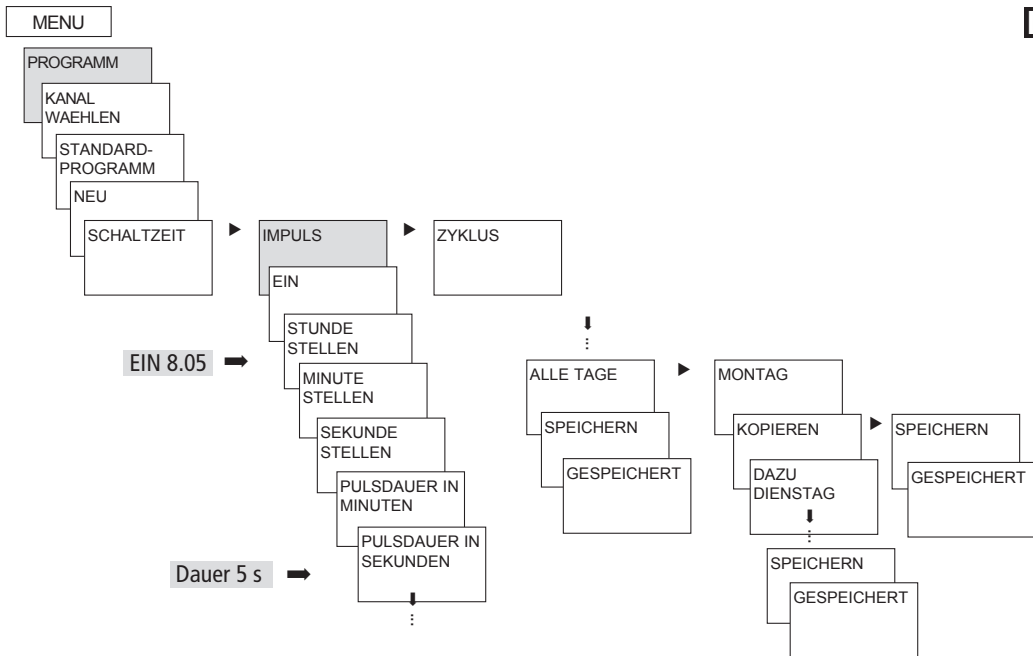 MENU
PROGRAMM
KANAL
WAEHLEN
STANDARD-
PROGRAMM
NEU
SCHALTZEIT
IMPULS
ZYKLUS
EIN
STUNDE
STELLEN
EIN 8.05
MINUTE
STELLEN
SEKUNDE
STELLEN
PULSDAUER IN
MINUTEN
PULSDAUER IN
SEKUNDEN
Dauer 5 s
ALLE TAGE
SPEICHERN
GESPEICHERT
MONTAG
KOPIEREN
DAZU
DIENSTAG
SPEICHERN
GESPEICHERT
SPEICHERN
GESPEICHERT